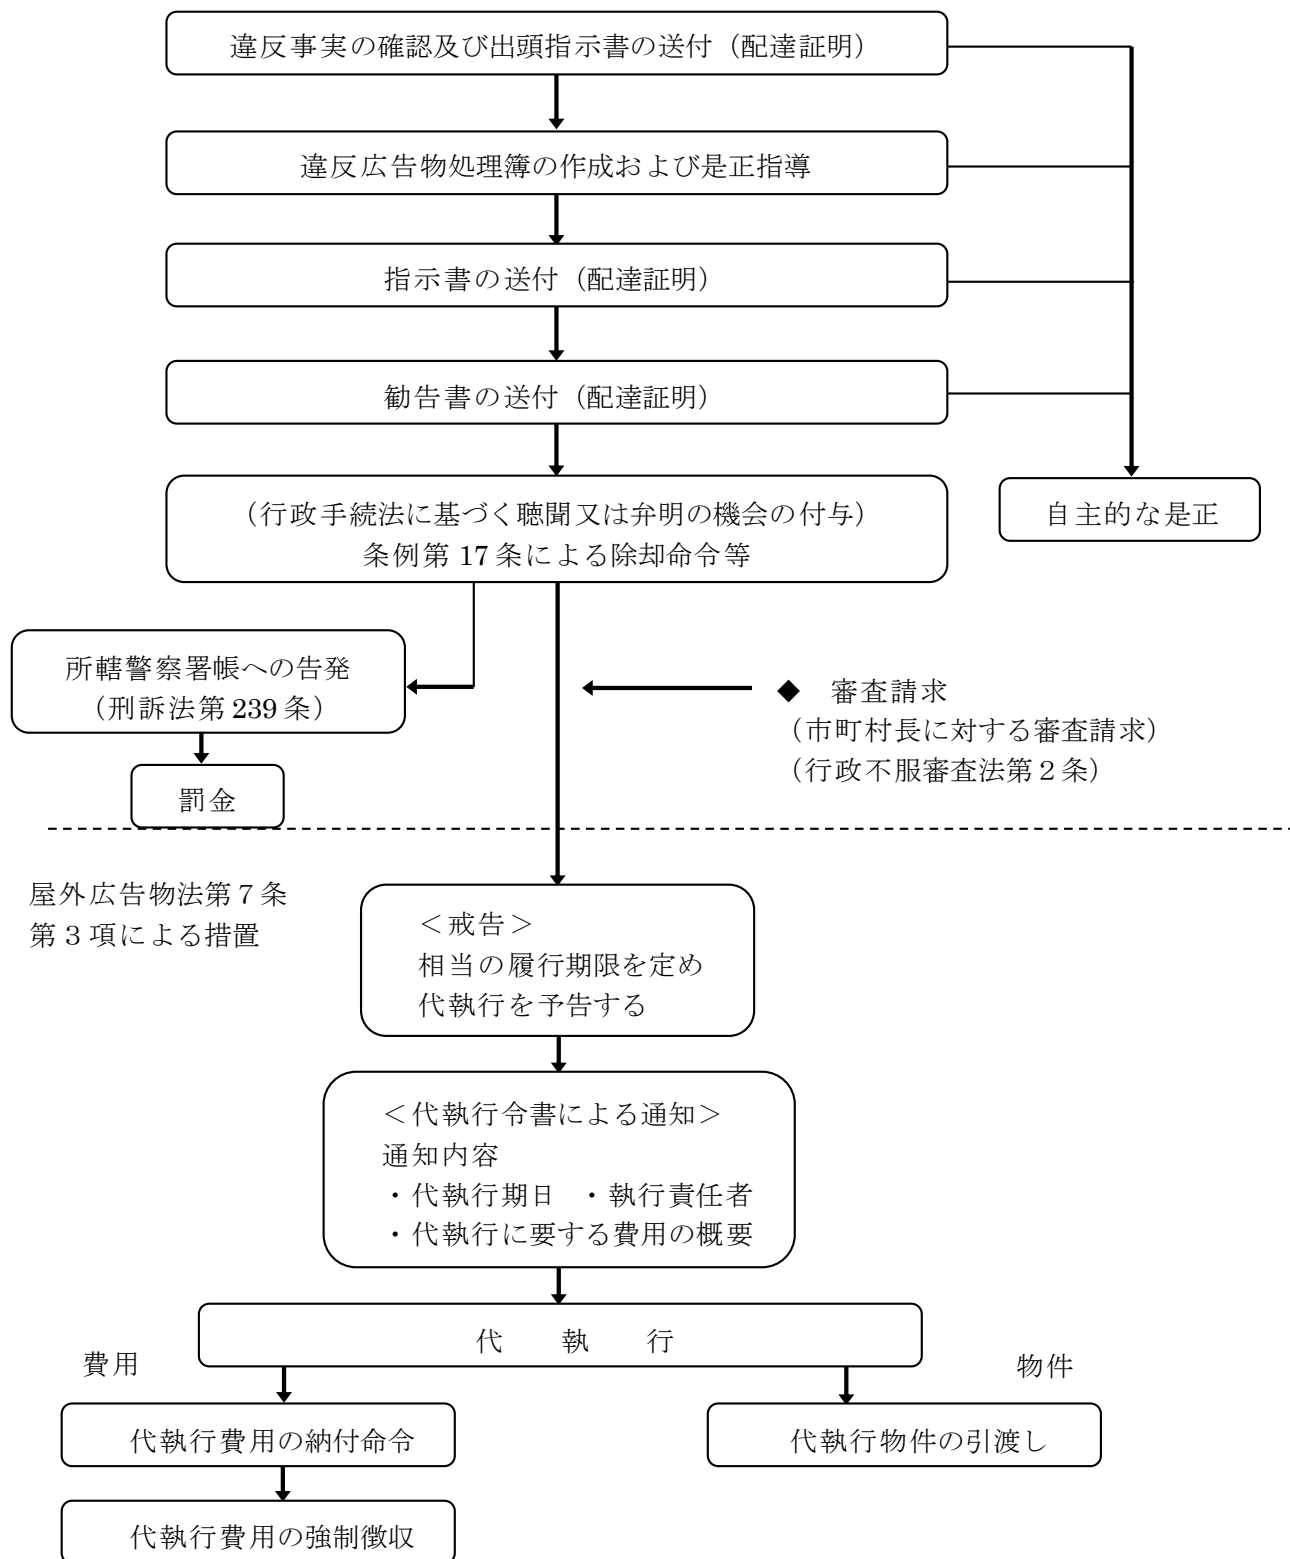 違反事実の確認及び出頭指示書の送付（配達証明）
違反広告物処理簿の作成および是正指導
指示書の送付（配達証明）
勧告書の送付（配達証明）
（行政手続法に基づく聴聞又は弁明の機会の付与）
条例第 17 条による除却命令等
自主的な是正
所轄警察署帳への告発
（刑訴法第 239 条）
罰金
◆　審査請求
（市町村長に対する審査請求）
（行政不服審査法第２条）
屋外広告物法第７条
第３項による措置
＜戒告＞
相当の履行期限を定め
代執行を予告する
＜代執行令書による通知＞
通知内容
・代執行期日　・執行責任者
・代執行に要する費用の概要
代　執　行
費用
物件
代執行費用の納付命令
代執行物件の引渡し
代執行費用の強制徴収